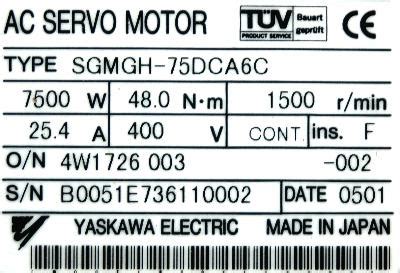 AC SERVO MOTOR TÜV PRODUCT SERVICE Bauart geprüft CE
TYPE SGMGH-75DCA6C
7500 W 48.0 N·m 1500 r/min
25.4 A 400 V CONT. ins. F
O/N 4W1726 003 -002
S/N B0051E736110002 DATE 0501
YASKAWA ELECTRIC MADE IN JAPAN